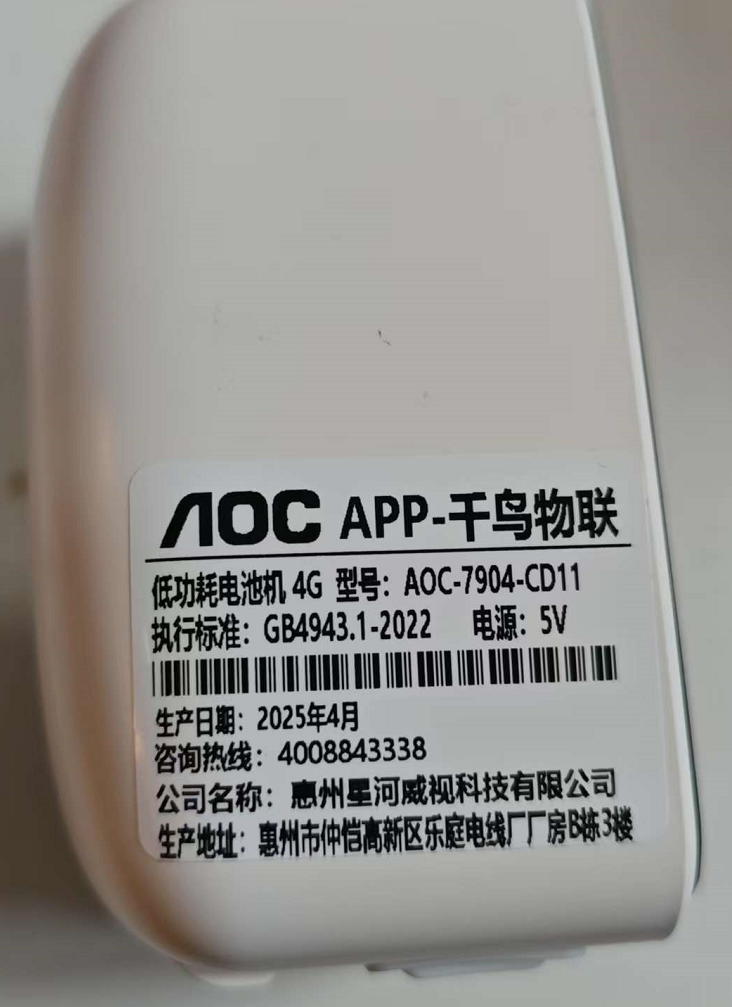 AOC APP-千鸟物联
低功耗电池机 4G 型号：AOC-7904-CD11
执行标准：GB4943.1-2022 电源：5V
生产日期：2025年4月
咨询热线：4008843338
公司名称：惠州星河威视科技有限公司
生产地址：惠州市仲恺高新区乐庭电线厂厂房B栋3楼